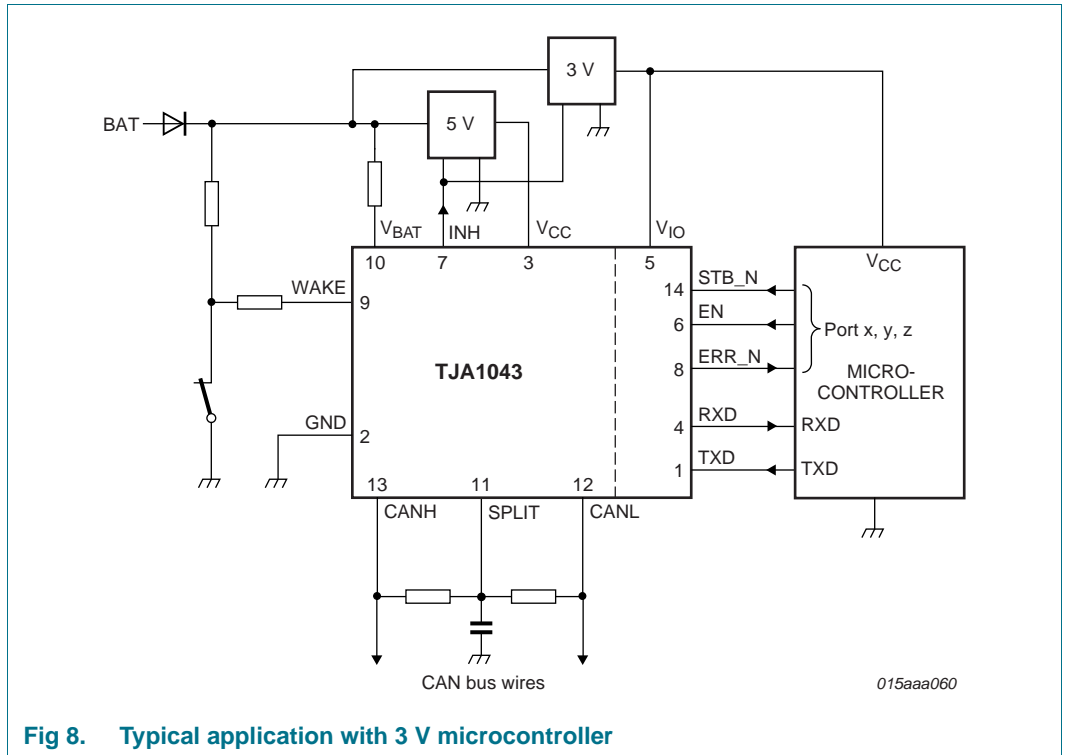 3 V
BAT
5 V
VBAT
INH
VCC
VIO
10
7
3
5
VCC
WAKE
9
14
STB_N
6
EN
Port x, y, z
8
ERR_N
TJA1043
MICRO-
CONTROLLER
GND
2
4
RXD
RXD
1
TXD
TXD
13
11
12
CANH
SPLIT
CANL
CAN bus wires
015aaa060
Fig 8. Typical application with 3 V microcontroller